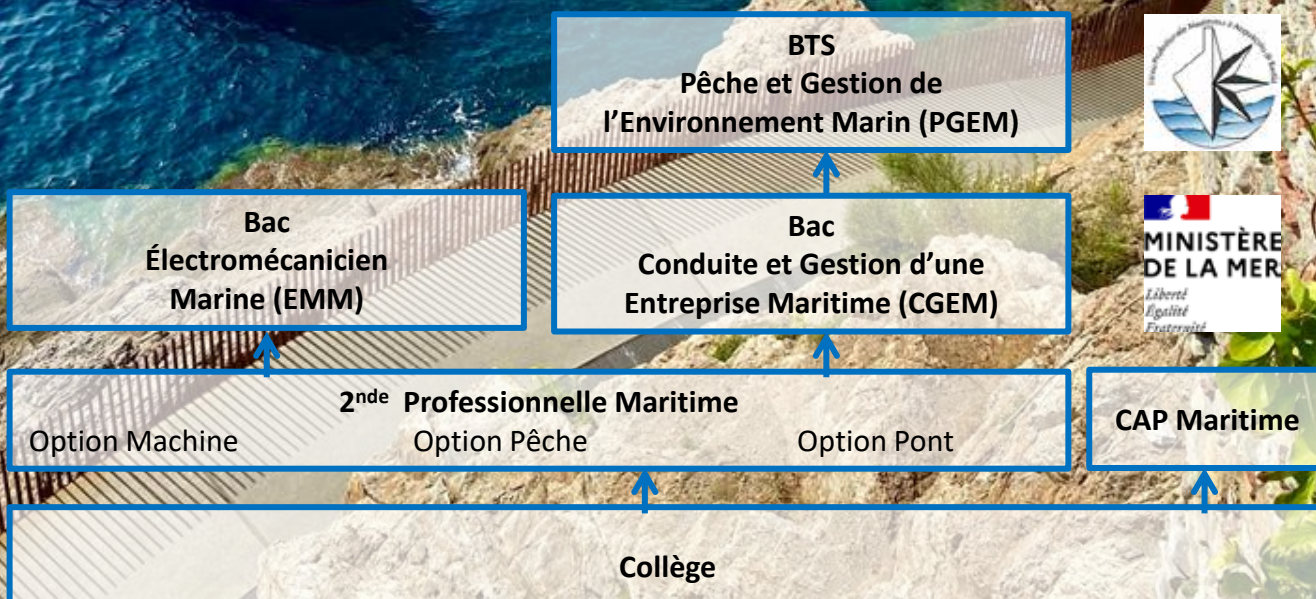 BTS
Pêche et Gestion de
l'Environnement Marin (PGEM)
Bac
Électromécanicien
Marine (EMM)
Bac
Conduite et Gestion d'une
Entreprise Maritime (CGEM)
MINISTÈRE
DE LA MER
Liberté
Égalité
Fraternité
2nde Professionnelle Maritime
Option Machine Option Pêche Option Pont
CAP Maritime
Collège